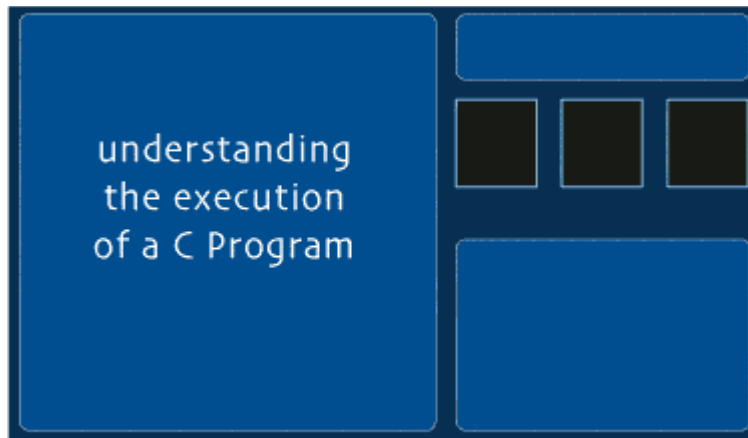 understanding
the execution
of a C Program